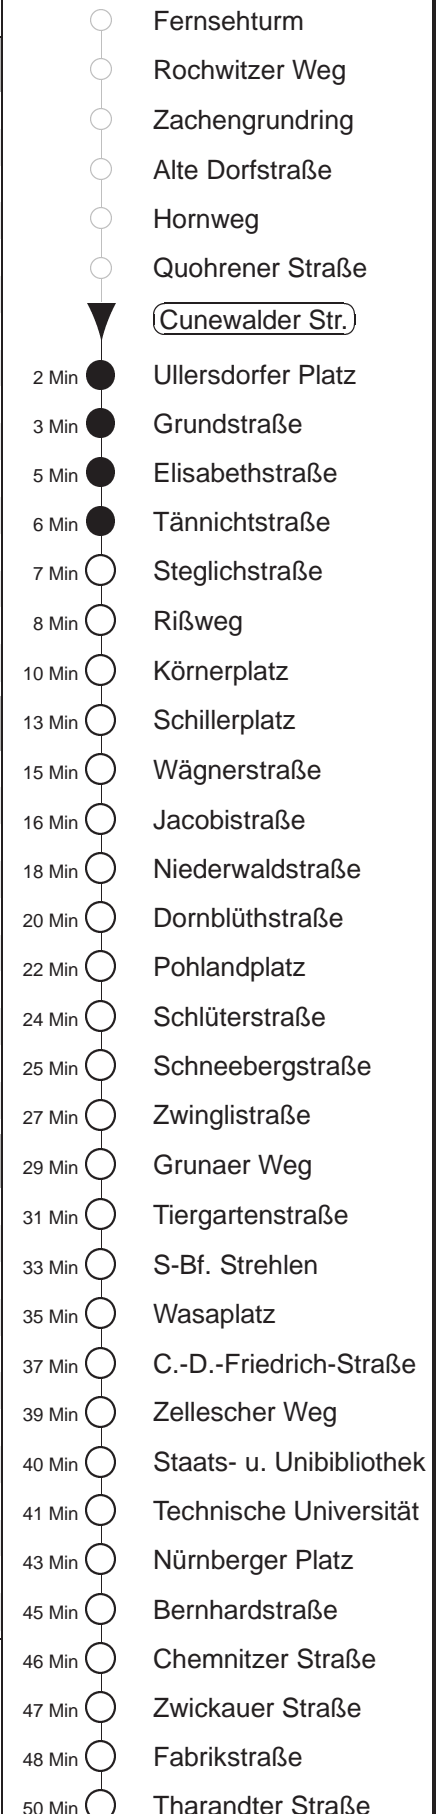 Fernsehturm
Rochwitzer Weg
Zachengrundring
Alte Dorfstraße
Hornweg
Quohrener Straße
Cunewalder Str.
2 Min Ullersdorfer Platz
3 Min Grundstraße
5 Min Elisabethstraße
6 Min Tännichtstraße
7 Min Steglichstraße
8 Min Rißweg
10 Min Körnerplatz
13 Min Schillerplatz
15 Min Wägnerstraße
16 Min Jacobistraße
18 Min Niederwaldstraße
20 Min Dornblüthstraße
22 Min Pohlandplatz
24 Min Schlüterstraße
25 Min Schneebergstraße
27 Min Zwinglistraße
29 Min Grunaer Weg
31 Min Tiergartenstraße
33 Min S-Bf. Strehlen
35 Min Wasaplatz
37 Min C.-D.-Friedrich-Straße
39 Min Zellescher Weg
40 Min Staats- u. Unibibliothek
41 Min Technische Universität
43 Min Nürnberger Platz
45 Min Bernhardstraße
46 Min Chemnitzer Straße
47 Min Zwickauer Straße
48 Min Fabrikstraße
50 Min Tharandter Straße